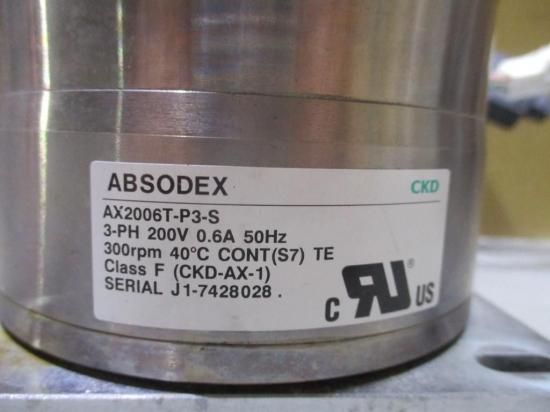 ABSODEX CKD
AX2006T-P3-S
3-PH 200V 0.6A 50Hz
300rpm 40°C CONT(S7) TE
Class F (CKD-AX-1)
SERIAL J1-7428028 .
C RU US